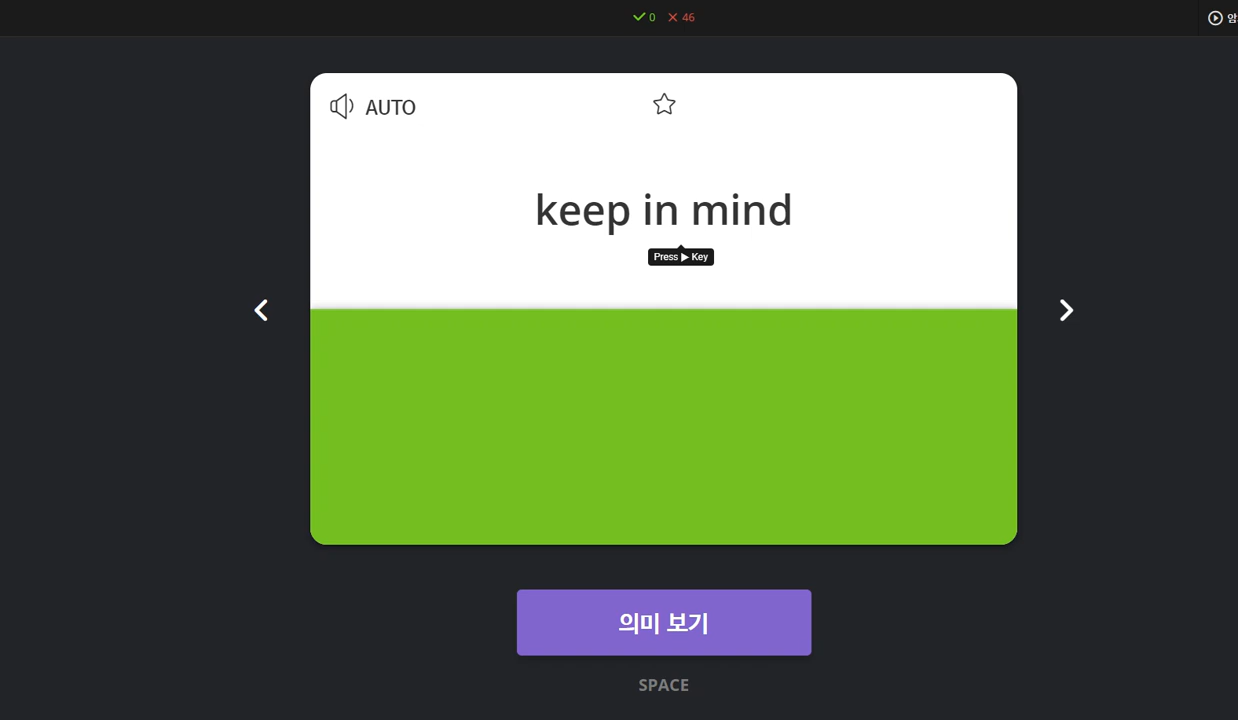 0 46
AUTO
keep in mind
Press ▶ Key
의미 보기
SPACE